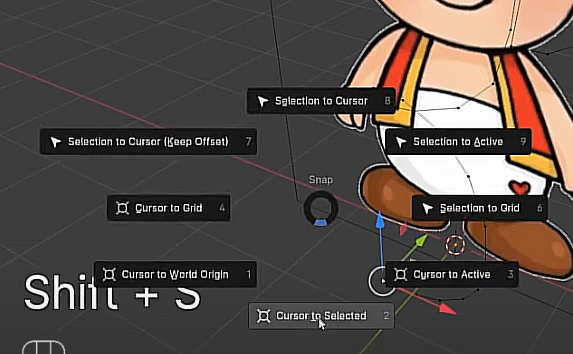 Selection to Cursor 8
Selection to Cursor (Keep Offset) 7
Selection to Active 9
Snap
Cursor to Grid 4
Selection to Grid 6
Cursor to World Origin 1
Cursor to Active 3
Shift + S
Cursor to Selected 2